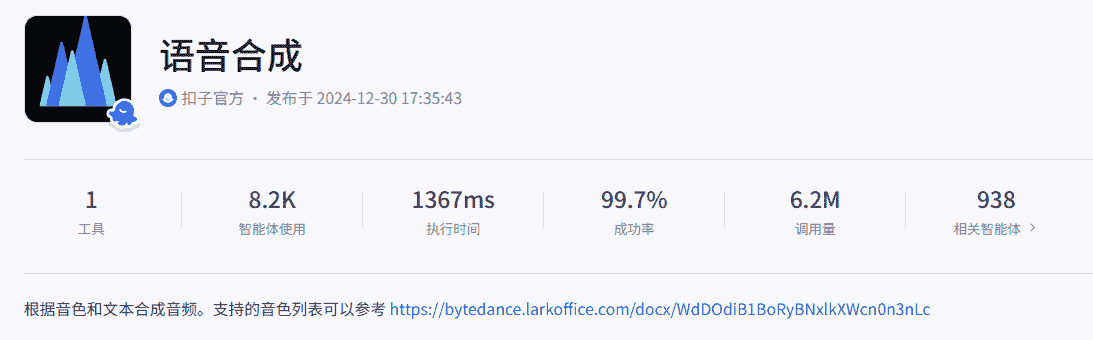 语音合成
扣子官方 · 发布于 2024-12-30 17:35:43
1 8.2K 1367ms 99.7% 6.2M 938
工具 智能体使用 执行时间 成功率 调用量 相关智能体 >
根据音色和文本合成音频。支持的音色列表可以参考 https://bytedance.larkoffice.com/docx/WdDOdiB1BoRyBNxlkXWcn0n3nLc